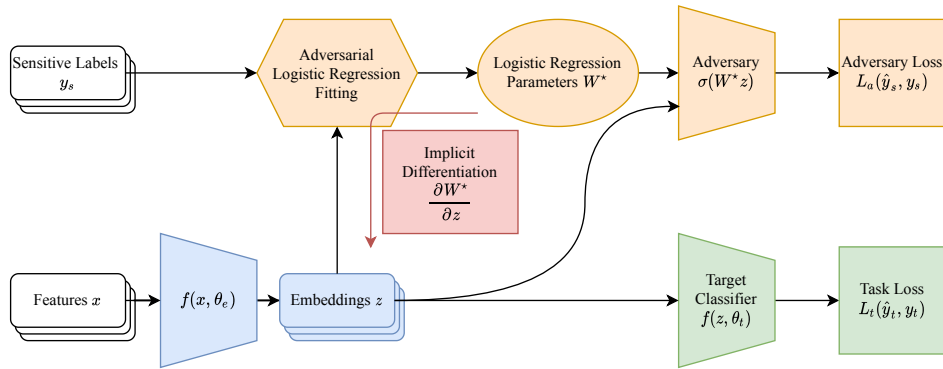 Sensitive Labels
y_s
Adversarial
Logistic Regression
Fitting
Logistic Regression
Parameters W*
Adversary
σ(W*z)
Adversary Loss
L_a(ŷ_s, y_s)
Implicit
Differentiation
∂W*
∂z
Features x
f(x, θ_e)
Embeddings z
Target
Classifier
f(z, θ_t)
Task Loss
L_t(ŷ_t, y_t)